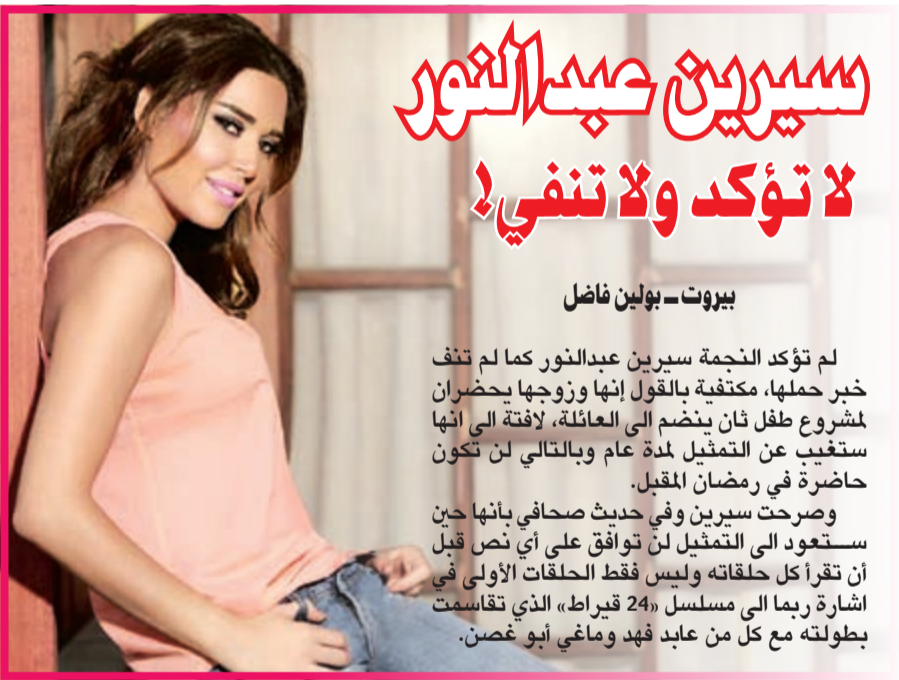 سيرين عبدالنور
لا تؤكد ولا تنفي!
بيروت ـ بولين فاضل
لم تؤكد النجمة سيرين عبدالنور كما لم تنف
خبر حملها، مكتفية بالقول إنها وزوجها يحضران
لمشروع طفل ثان ينضم الى العائلة، لافتة الى انها
ستغيب عن التمثيل لمدة عام وبالتالي لن تكون
حاضرة في رمضان المقبل.
وصرحت سيرين وفي حديث صحافي بأنها حين
ستعود الى التمثيل لن توافق على أي نص قبل
أن تقرأ كل حلقاته وليس فقط الحلقات الأولى في
اشارة ربما الى مسلسل «24 قيراط» الذي تقاسمت
بطولته مع كل من عابد فهد وماغي أبو غصن.